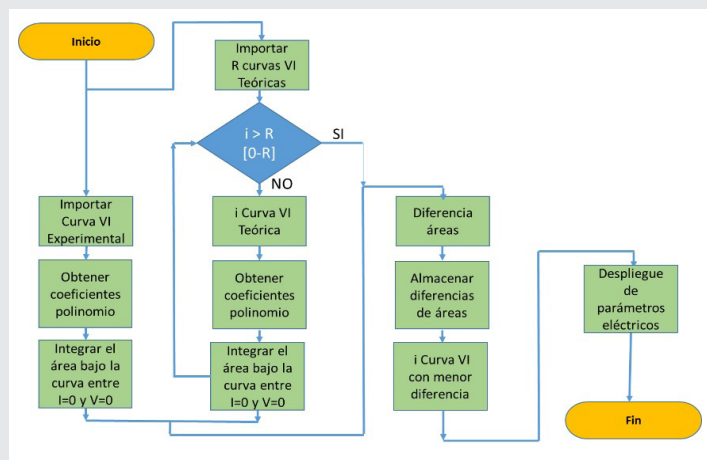 Inicio
Importar
R curvas VI
Teóricas
i > R
[0-R]
SI
NO
Importar
Curva VI
Experimental
Obtener
coeficientes
polinomio
Integrar el
área bajo la
curva entre
I=0 y V=0
i Curva VI
Teórica
Obtener
coeficientes
polinomio
Integrar el
área bajo la
curva entre
I=0 y V=0
Diferencia
áreas
Almacenar
diferencias
de áreas
i Curva VI
con menor
diferencia
Despliegue
de
parámetros
eléctricos
Fin